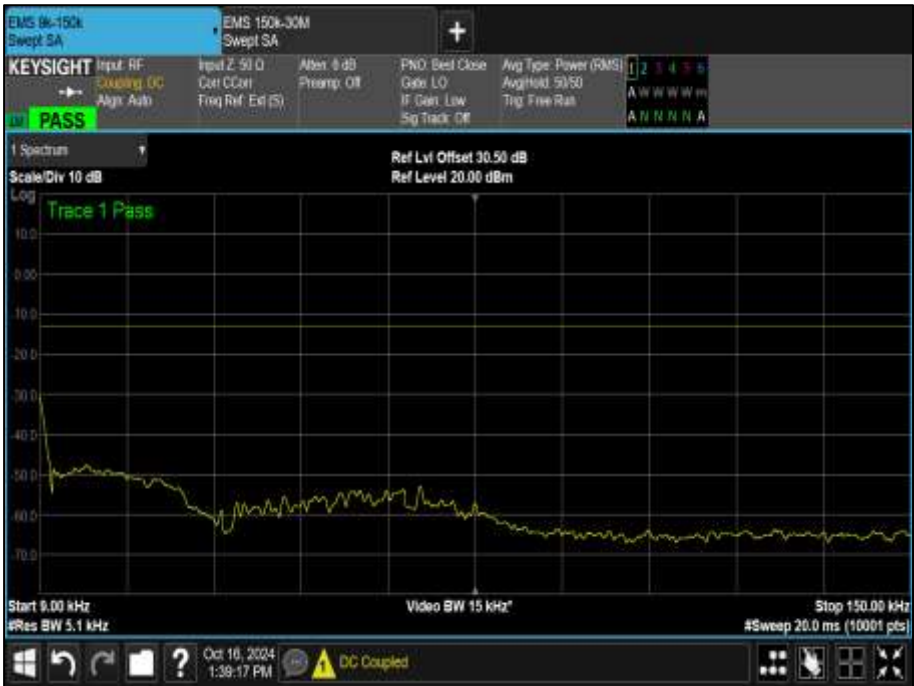 EMS 9k-150k
Swept SA
EMS 150k-30M
Swept SA
+
KEYSIGHT
Input: RF
Coupling: DC
Align: Auto
Input Z: 50 Ω
Corr CCorr
Freq Ref: Ext (S)
Atten: 6 dB
Preamp: Off
PNO: Best Close
Gate: LO
IF Gain: Low
Sig Track: Off
Avg Type: Power (RMS)
Avg|Hold: 50/50
Trig: Free Run
1 2 3 4 5 6
A W W W W
A N N N N A
LM PASS
1 Spectrum
Scale/Div 10 dB
Ref Lvl Offset 30.50 dB
Ref Level 20.00 dBm
Log
Trace 1 Pass
10.0
0.00
-10.0
-20.0
-30.0
-40.0
-50.0
-60.0
-70.0
Start 9.00 kHz
#Res BW 5.1 kHz
Video BW 15 kHz*
Stop 150.00 kHz
#Sweep 20.0 ms (10001 pts)
?
Oct 16, 2024
1:39:17 PM
1
DC Coupled